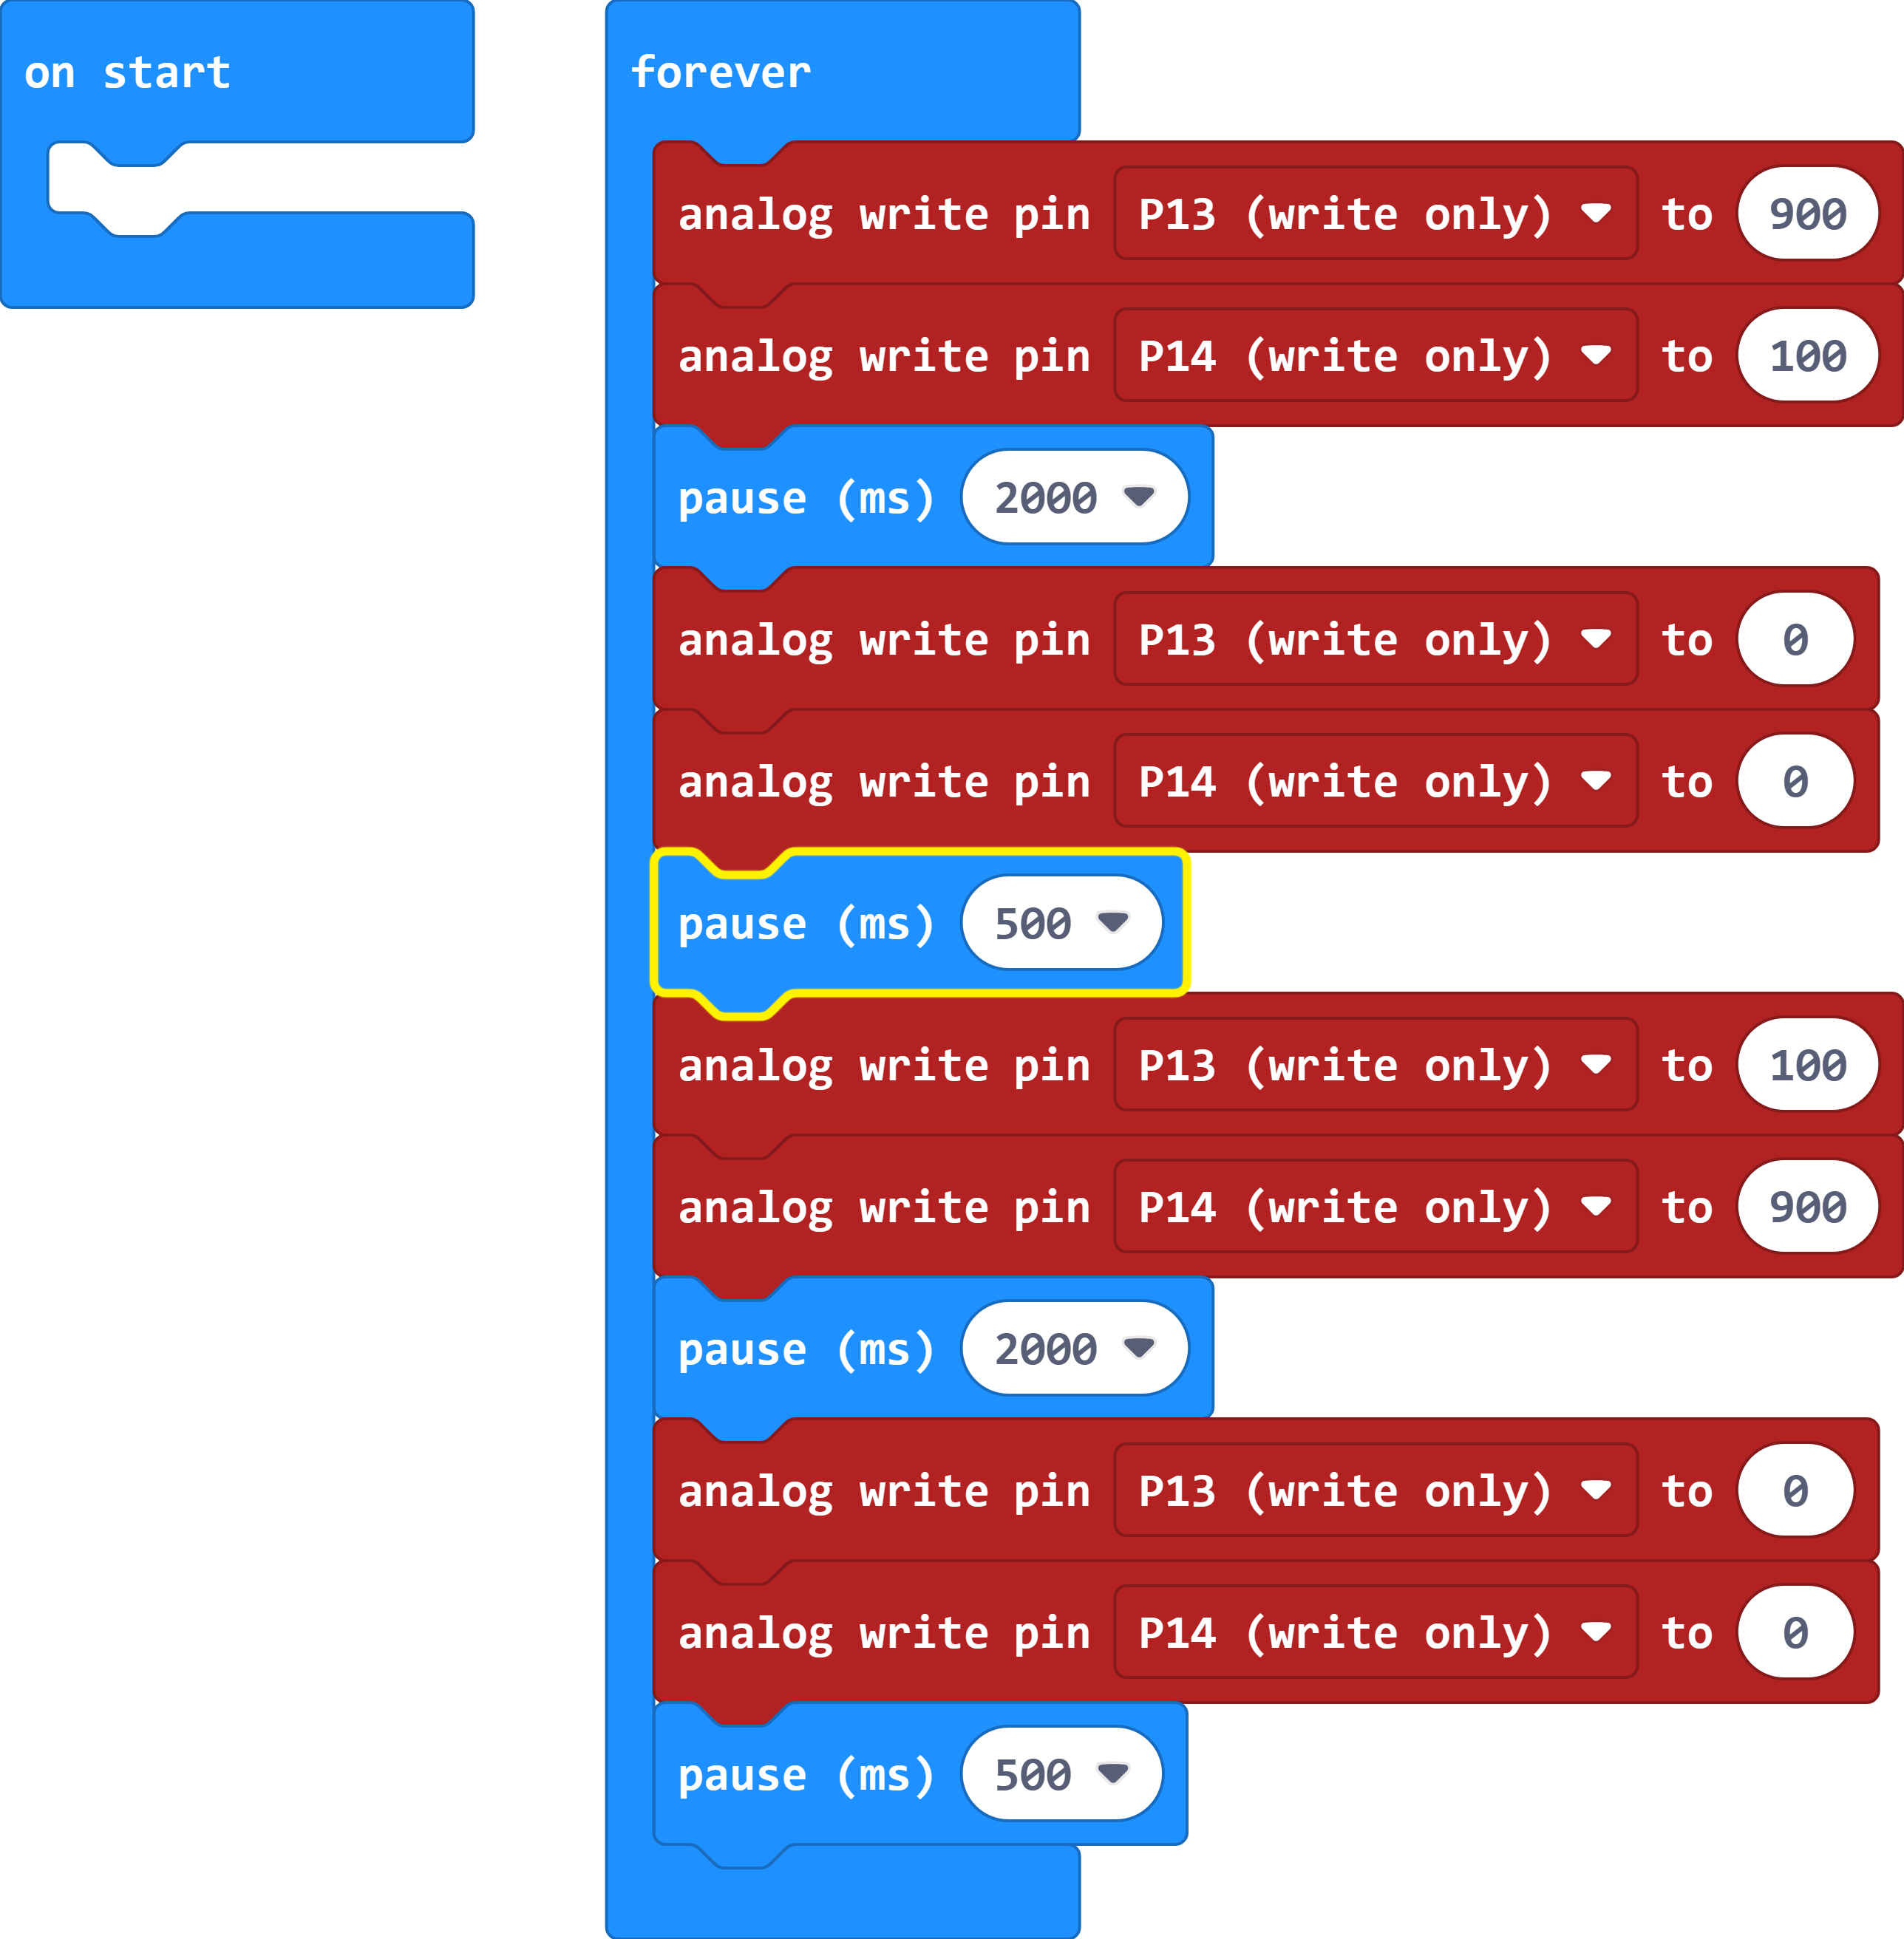 on start
forever
analog write pin P13 (write only) to 900
analog write pin P14 (write only) to 100
pause (ms) 2000
analog write pin P13 (write only) to 0
analog write pin P14 (write only) to 0
pause (ms) 500
analog write pin P13 (write only) to 100
analog write pin P14 (write only) to 900
pause (ms) 2000
analog write pin P13 (write only) to 0
analog write pin P14 (write only) to 0
pause (ms) 500